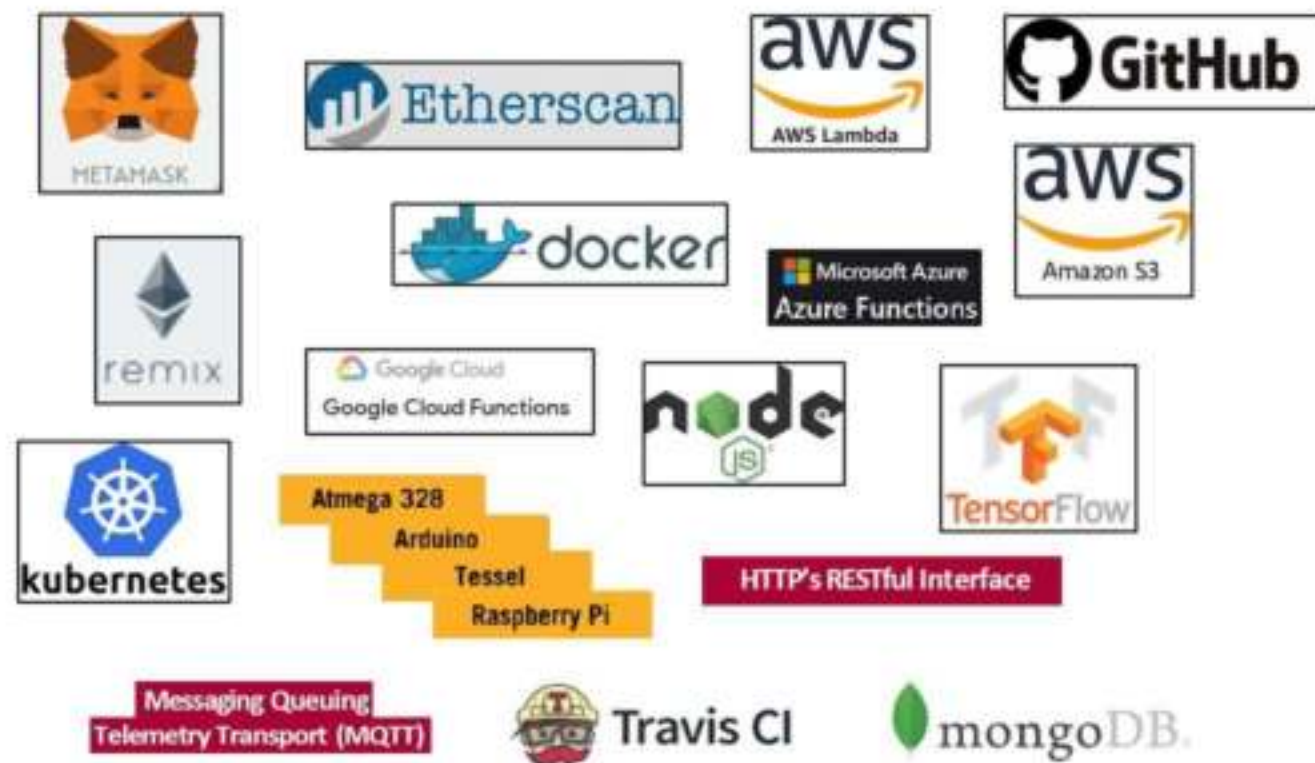 METAMASK
Etherscan
aws
AWS Lambda
GitHub
aws
Amazon S3
docker
Microsoft Azure
Azure Functions
remix
Google Cloud
Google Cloud Functions
node
JS
TensorFlow
kubernetes
Atmega 328
Arduino
Tessel
Raspberry Pi
HTTP's RESTful Interface
Messaging Queuing
Telemetry Transport (MQTT)
T
Travis CI
mongoDB.